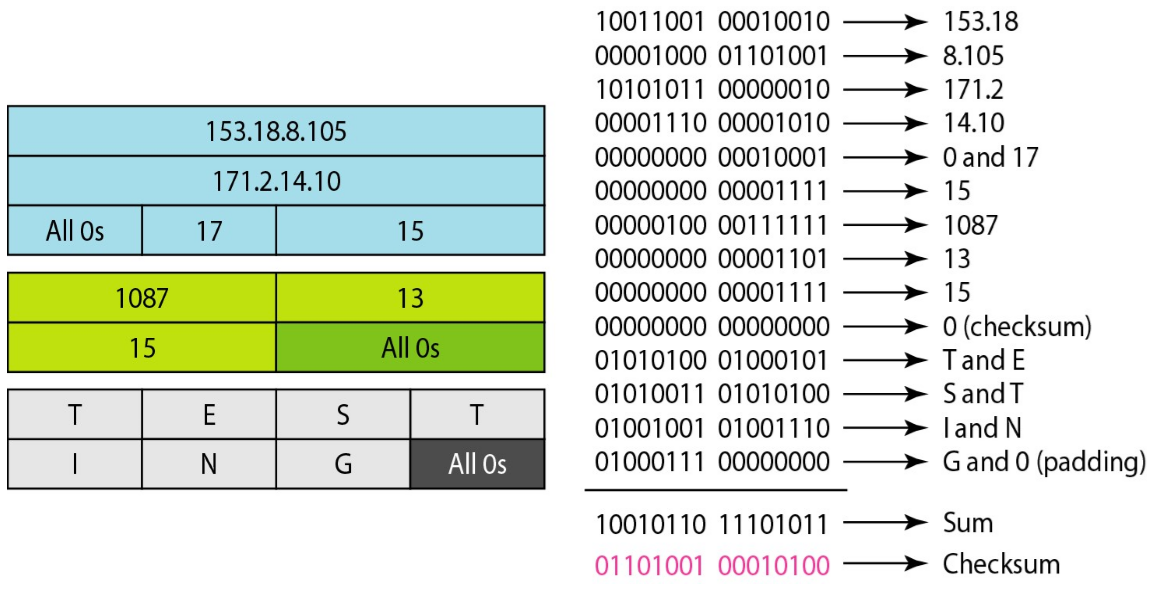 153.18.8.105
171.2.14.10
All 0s 17 15
1087 13
15 All 0s
T E S T
I N G All 0s
10011001 00010010 153.18
00001000 01101001 8.105
10101011 00000010 171.2
00001110 00001010 14.10
00000000 00010001 0 and 17
00000000 00001111 15
00000100 00111111 1087
00000000 00001101 13
00000000 00001111 15
00000000 00000000 0 (checksum)
01010100 01000101 T and E
01010011 01010100 S and T
01001001 01001110 I and N
01000111 00000000 G and 0 (padding)
10010110 11101011 Sum
01101001 00010100 Checksum